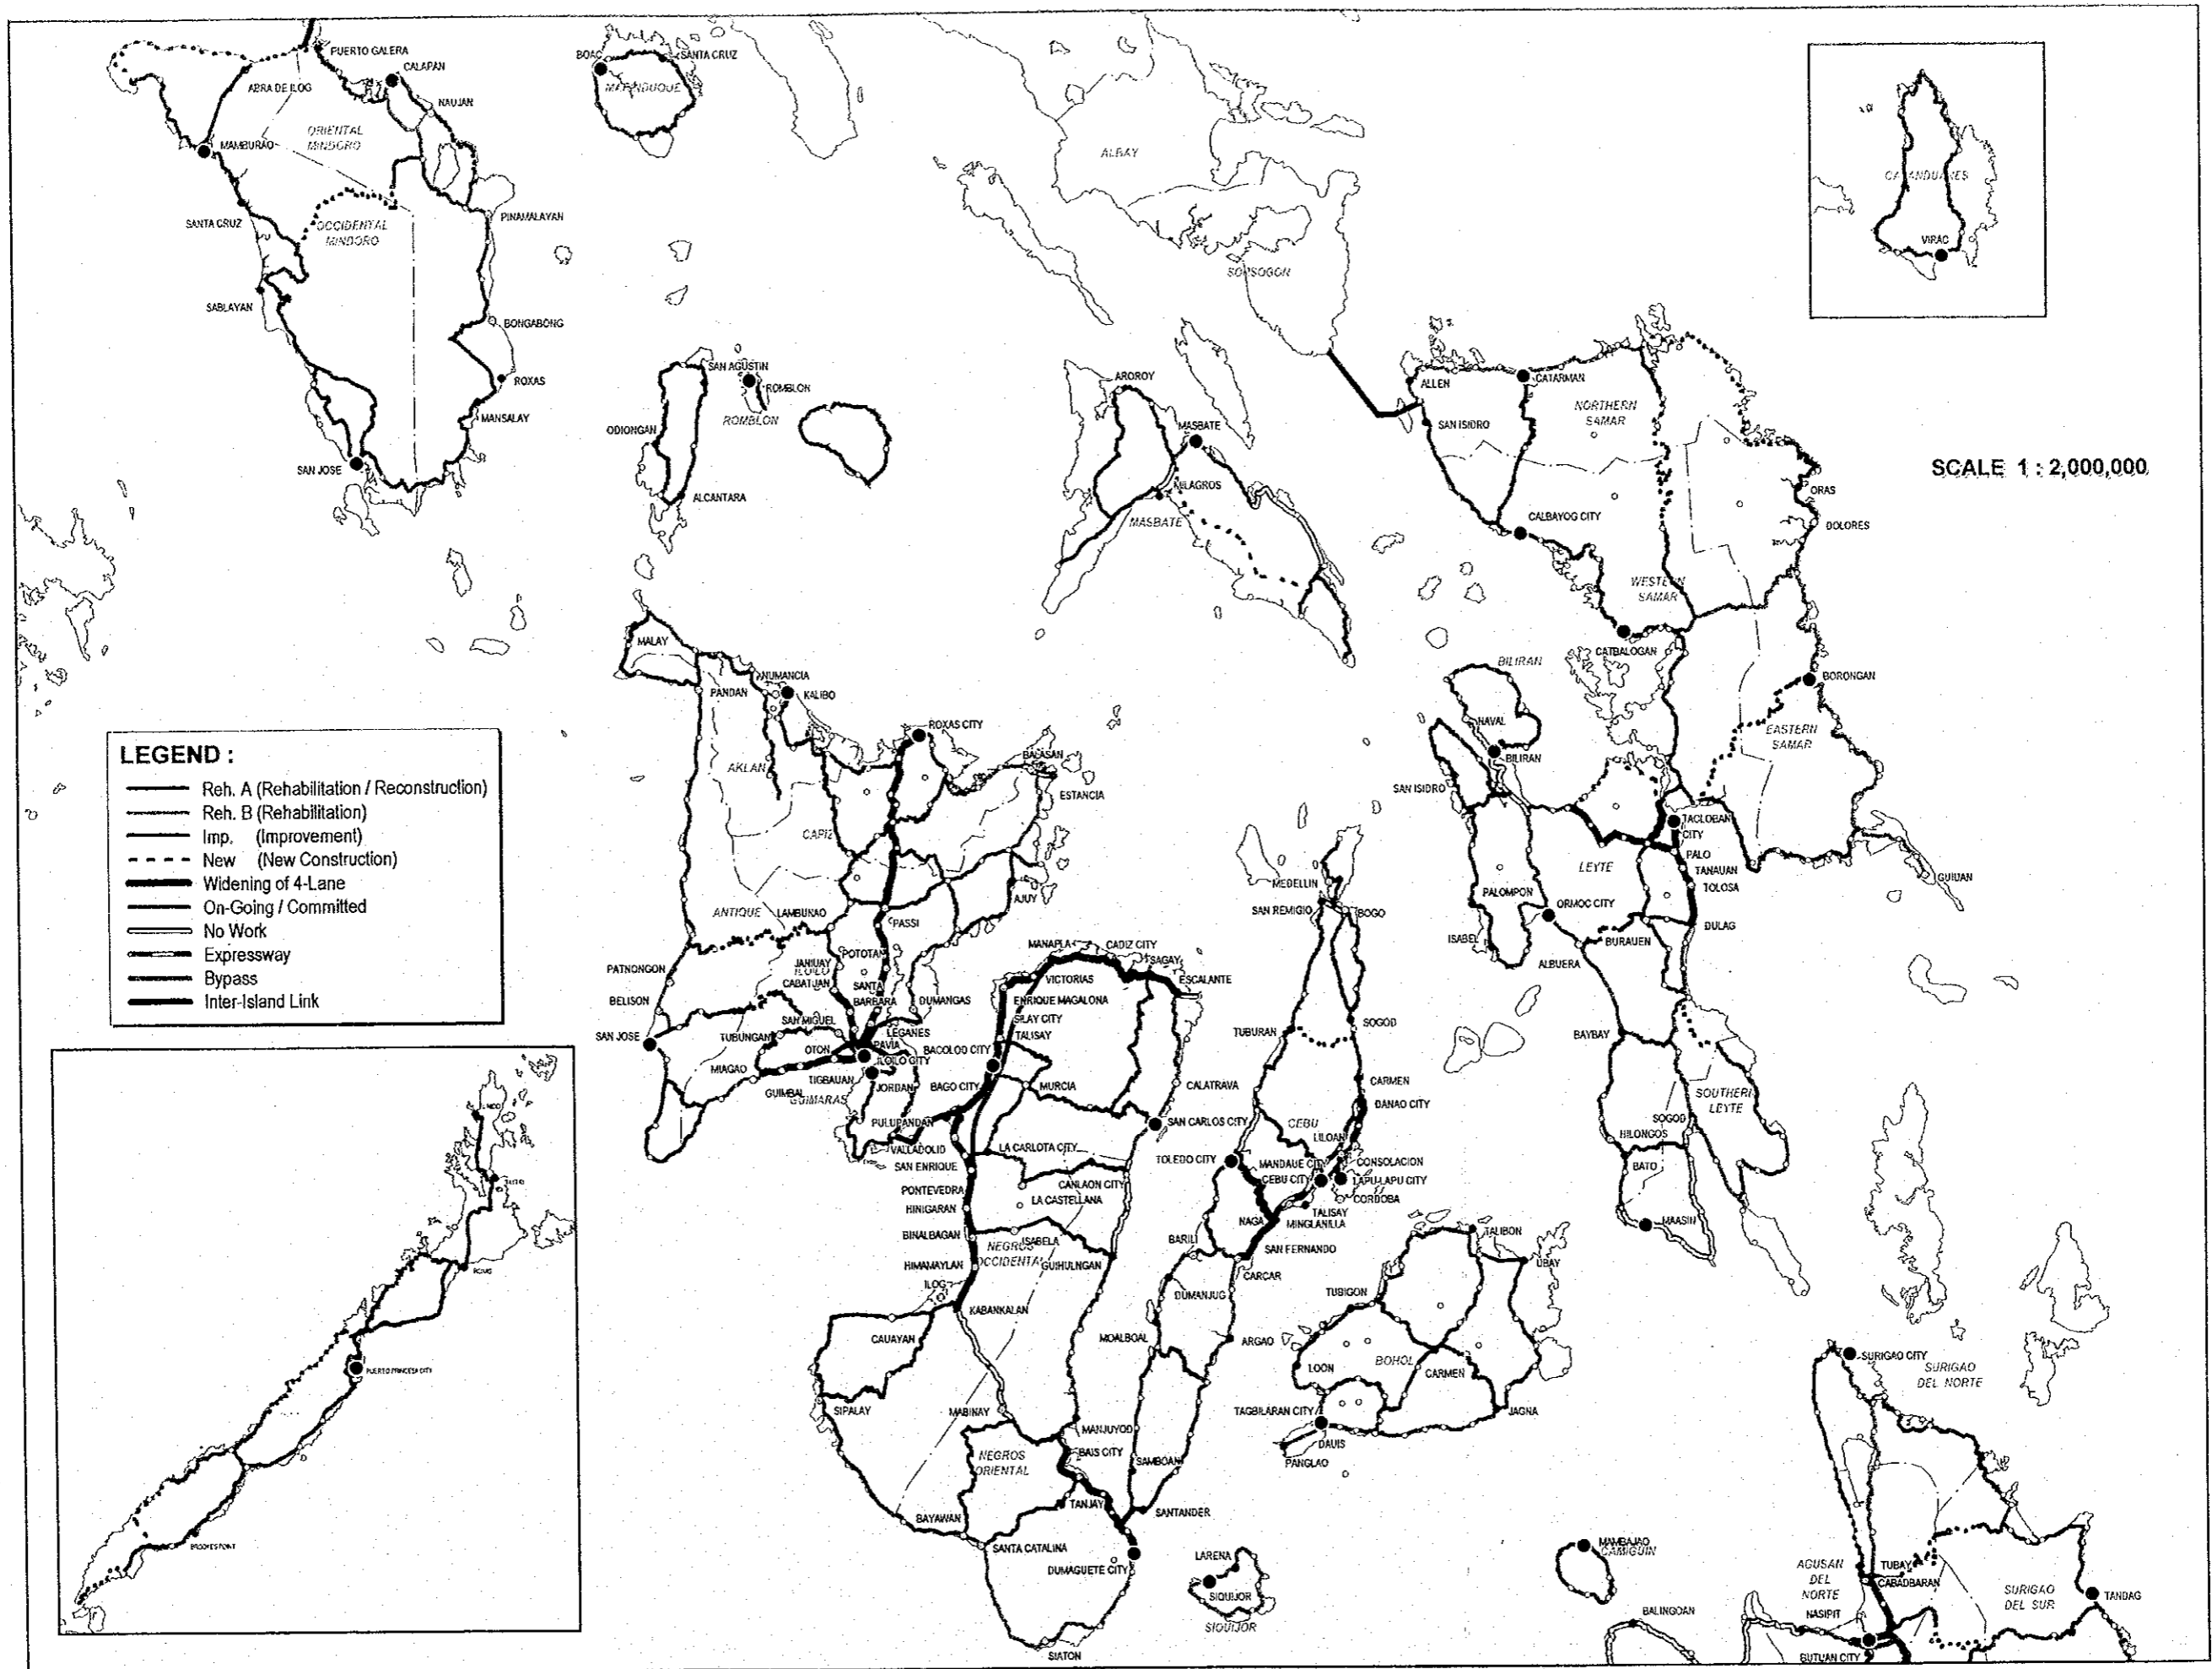 PUERTO GALERA
CALAPAN
ABRA DE ILOG
NAUJAN
ORIENTAL
MINDORO
MAMBURAO
SANTA CRUZ
OCCIDENTAL
MINDORO
PINAMALAYAN
SABLAYAN
BONGABONG
ROXAS
MANSALAY
SAN JOSE
BOAC
SANTA CRUZ
MARINDUQUE
ALBAY
SORSOGON
CATANDUANES
VIRAC
SCALE 1 : 2,000,000
SAN AGUSTIN
ROMBLON
ROMBLON
ODIONGAN
ALCANTARA
AROROY
MASBATE
MILAGROS
MASBATE
ALLEN
CATARMAN
NORTHERN
SAMAR
SAN ISIDRO
ORAS
DOLORES
CALBAYOG CITY
WESTERN
SAMAR
CATBALOGAN
BORONGAN
EASTERN
SAMAR
GUIUAN
BILIRAN
NAVAL
BILIRAN
SAN ISIDRO
TACLOBAN
CITY
PALO
TANAUAN
TOLOSA
LEYTE
PALOMPON
ORMOC CITY
DULAG
ISABEL
BURAUEN
ALBUERA
BAYBAY
SOUTHERN
LEYTE
SOGOD
HILONGOS
BATO
MAASIN
MALAY
NUMANCIA
PANDAN
KALIBO
ROXAS CITY
AKLAN
BALASAN
ESTANCIA
CAPIZ
AJUY
ANTIQUE
LAMBUNAO
PASSI
POTOTAN
PATNONGON
JANIUAY
ILOILO
CABATUAN
SANTA
BARBARA
DUMANGAS
BELISON
SAN MIGUEL
LEGANES
SAN JOSE
TUBUNGAN
PAVIA
OTON
ILOILO CITY
MIAGAO
TIGBAUAN
JORDAN
GUIMBAL
GUIMARAS
LEGEND :
Reh. A (Rehabilitation / Reconstruction)
Reh. B (Rehabilitation)
Imp. (Improvement)
New (New Construction)
Widening of 4-Lane
On-Going / Committed
No Work
Expressway
Bypass
Inter-Island Link
MANAPLA
CADIZ CITY
SAGAY
VICTORIAS
ESCALANTE
ENRIQUE MAGALONA
SILAY CITY
TALISAY
BACOLOD CITY
BAGO CITY
MURCIA
CALATRAVA
PULUPANDAN
SAN CARLOS CITY
VALLADOLID
LA CARLOTA CITY
SAN ENRIQUE
CANLAON CITY
PONTEVEDRA
LA CASTELLANA
HINIGARAN
BINALBAGAN
ISABELA
NEGROS
OCCIDENTAL
HIMAMAYLAN
GUIHULNGAN
ILOG
KABANKALAN
CAUAYAN
SIPALAY
MABINAY
MANJUYOD
BAIS CITY
NEGROS
ORIENTAL
TANJAY
BAYAWAN
SANTA CATALINA
DUMAGUETE CITY
SIATON
MEDELLIN
SAN REMIGIO
BOGO
TUBURAN
SOGOD
CARMEN
DANAO CITY
CEBU
LILOAN
TOLEDO CITY
MANDAUE CITY
CONSOLACION
CEBU CITY
LAPU-LAPU CITY
CORDOBA
TALISAY
NAGA
MINGLANILLA
BARILI
SAN FERNANDO
CARCAR
DUMANJUG
MOALBOAL
ARGAO
SAMBOAN
SANTANDER
TALIBON
UBAY
TUBIGON
LOON
BOHOL
CARMEN
TAGBILARAN CITY
JAGNA
DAUIS
PANGLAO
LARENA
SIQUIJOR
SIQUIJOR
MAMBAJAO
CAMIGUIN
BALINGOAN
SURIGAO CITY
SURIGAO
DEL NORTE
AGUSAN
DEL
NORTE
TUBAY
CABADBARAN
NASIPIT
SURIGAO
DEL SUR
TANDAG
BUTUAN CITY
PUERTO PRINCESA CITY